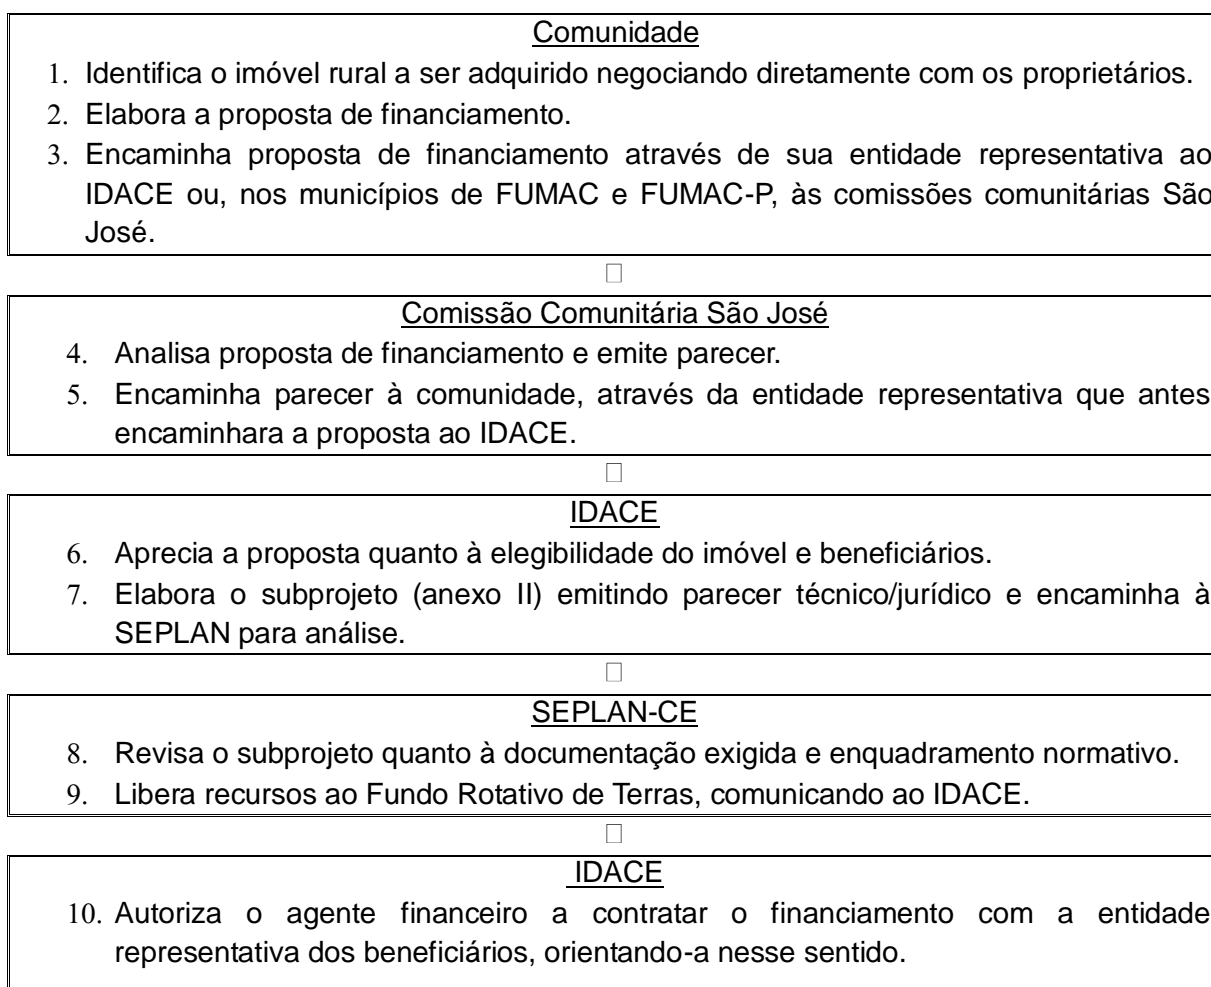 Comunidade
1. Identifica o imóvel rural a ser adquirido negociando diretamente com os proprietários.
2. Elabora a proposta de financiamento.
3. Encaminha proposta de financiamento através de sua entidade representativa ao
IDACE ou, nos municípios de FUMAC e FUMAC-P, às comissões comunitárias São
José.
Comissão Comunitária São José
4. Analisa proposta de financiamento e emite parecer.
5. Encaminha parecer à comunidade, através da entidade representativa que antes
encaminhara a proposta ao IDACE.
IDACE
6. Aprecia a proposta quanto à elegibilidade do imóvel e beneficiários.
7. Elabora o subprojeto (anexo II) emitindo parecer técnico/jurídico e encaminha à
SEPLAN para análise.
SEPLAN-CE
8. Revisa o subprojeto quanto à documentação exigida e enquadramento normativo.
9. Libera recursos ao Fundo Rotativo de Terras, comunicando ao IDACE.
IDACE
10. Autoriza o agente financeiro a contratar o financiamento com a entidade
representativa dos beneficiários, orientando-a nesse sentido.